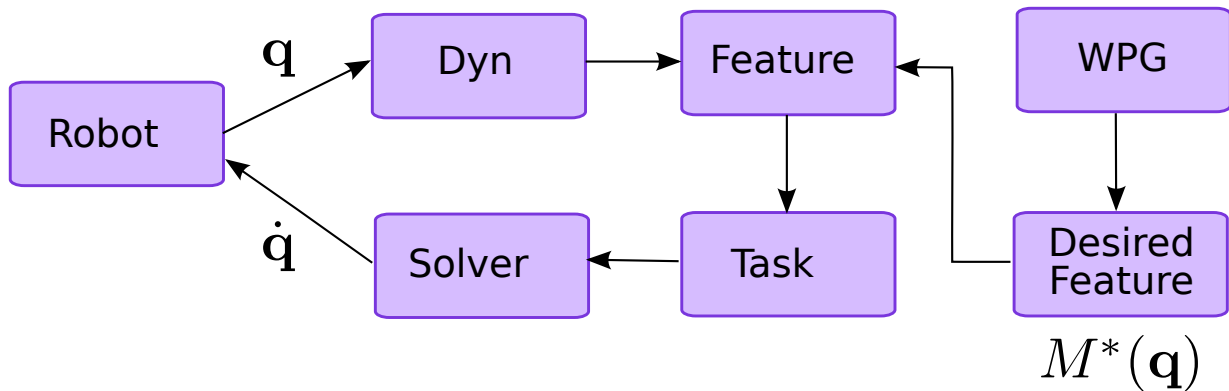 q
Dyn
Feature
WPG
Robot
q̇
Solver
Task
Desired
Feature
M*(q)